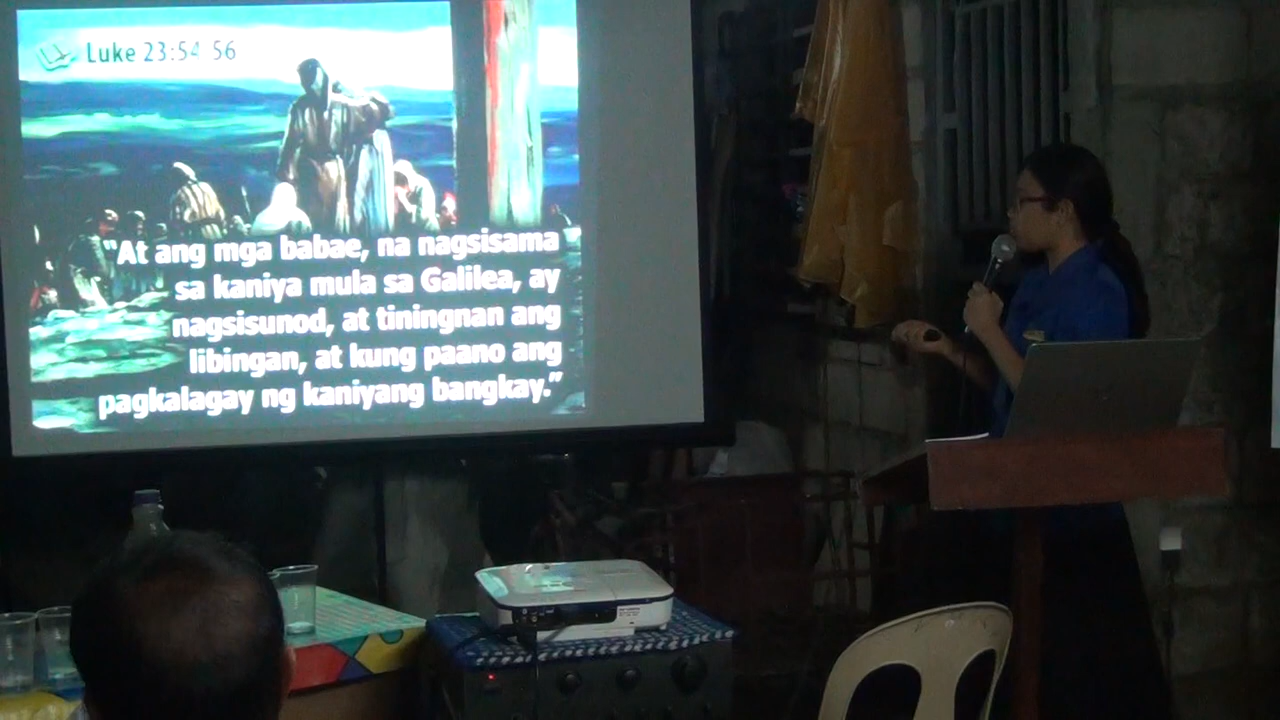 Luke 23:54 56
"At ang mga babae, na nagsisama
sa kaniya mula sa Galilea, ay
nagsisunod, at tiningnan ang
libingan, at kung paano ang
pagkalagay ng kaniyang bangkay."